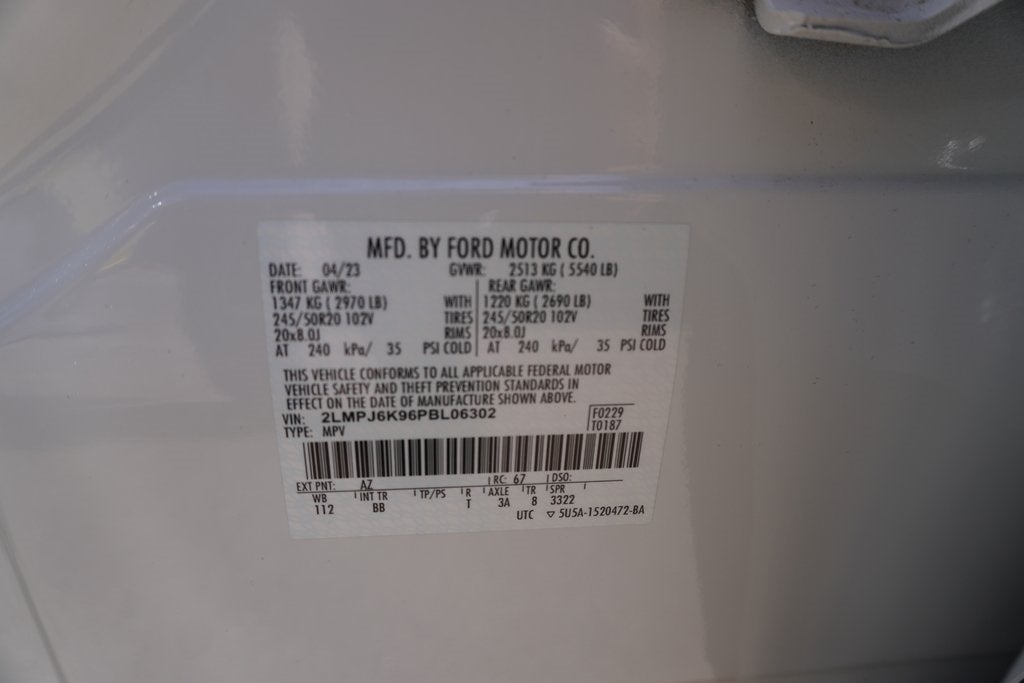 MFD. BY FORD MOTOR CO.
DATE: 04/23 GVWR: 2513 KG ( 5540 LB)
FRONT GAWR: REAR GAWR:
1347 KG ( 2970 LB) WITH 1220 KG ( 2690 LB) WITH
245/50R20 102V TIRES 245/50R20 102V TIRES
20x8.0J RIMS 20x8.0J RIMS
AT 240 kPa/ 35 PSI COLD AT 240 kPa/ 35 PSI COLD
THIS VEHICLE CONFORMS TO ALL APPLICABLE FEDERAL MOTOR
VEHICLE SAFETY AND THEFT PREVENTION STANDARDS IN
EFFECT ON THE DATE OF MANUFACTURE SHOWN ABOVE.
VIN: 2LMPJ6K96PBL06302 F0229
TYPE: MPV T0187
EXT PNT: AZ RC: 67 DSO:
WB INT TR TP/PS R AXLE TR SPR
112 BB T 3A 8 3322
UTC ▽ 5U5A-1520472-BA